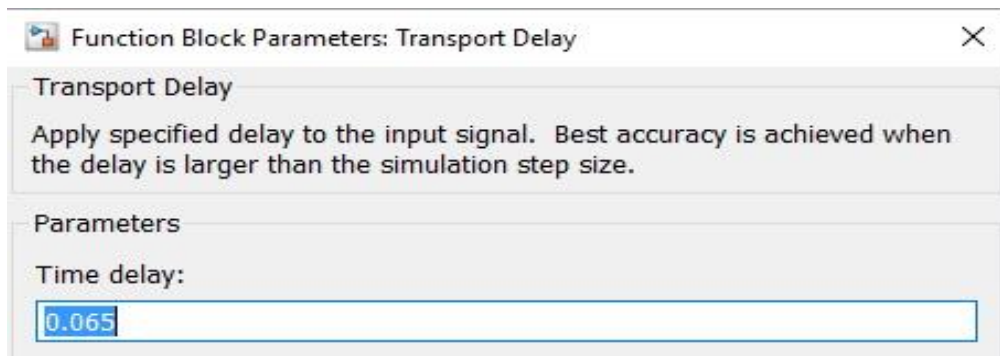 Function Block Parameters: Transport Delay
Transport Delay
Apply specified delay to the input signal. Best accuracy is achieved when
the delay is larger than the simulation step size.
Parameters
Time delay:
0.065